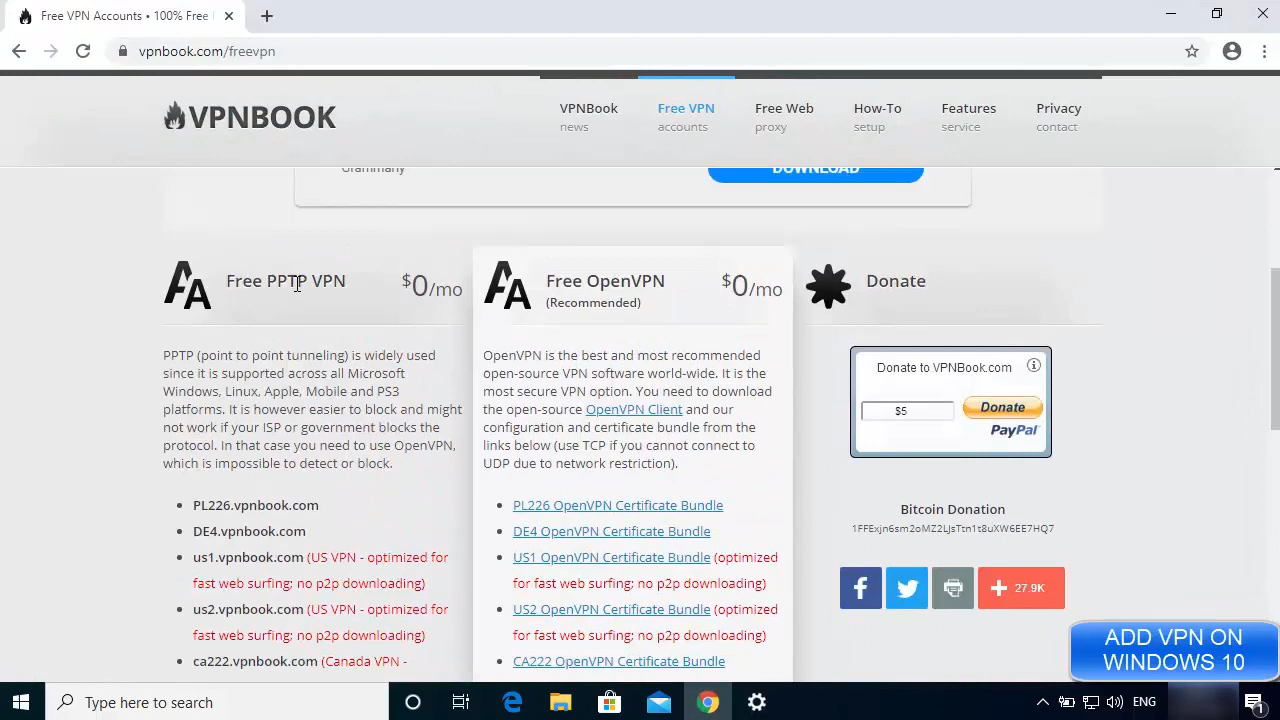 Free VPN Accounts • 100% Free
vpnbook.com/freevpn
VPNBOOK
VPNBook
news
Free VPN
accounts
Free Web
proxy
How-To
setup
Features
service
Privacy
contact
Grammarly
DOWNLOAD
Free PPTP VPN
$0/mo
PPTP (point to point tunneling) is widely used
since it is supported across all Microsoft
Windows, Linux, Apple, Mobile and PS3
platforms. It is however easier to block and might
not work if your ISP or government blocks the
protocol. In that case you need to use OpenVPN,
which is impossible to detect or block.
PL226.vpnbook.com
DE4.vpnbook.com
us1.vpnbook.com (US VPN - optimized for
fast web surfing; no p2p downloading)
us2.vpnbook.com (US VPN - optimized for
fast web surfing; no p2p downloading)
ca222.vpnbook.com (Canada VPN -
Free OpenVPN
(Recommended)
$0/mo
OpenVPN is the best and most recommended
open-source VPN software world-wide. It is the
most secure VPN option. You need to download
the open-source OpenVPN Client and our
configuration and certificate bundle from the
links below (use TCP if you cannot connect to
UDP due to network restriction).
PL226 OpenVPN Certificate Bundle
DE4 OpenVPN Certificate Bundle
US1 OpenVPN Certificate Bundle (optimized
for fast web surfing; no p2p downloading)
US2 OpenVPN Certificate Bundle (optimized
for fast web surfing; no p2p downloading)
CA222 OpenVPN Certificate Bundle
Donate
Donate to VPNBook.com
$5
Donate
PayPal
Bitcoin Donation
1FFExjn6sm2oMZ2LjsTtn1t8uXW6EE7HQ7
27.9K
ADD VPN ON
WINDOWS 10
Type here to search
ENG
1